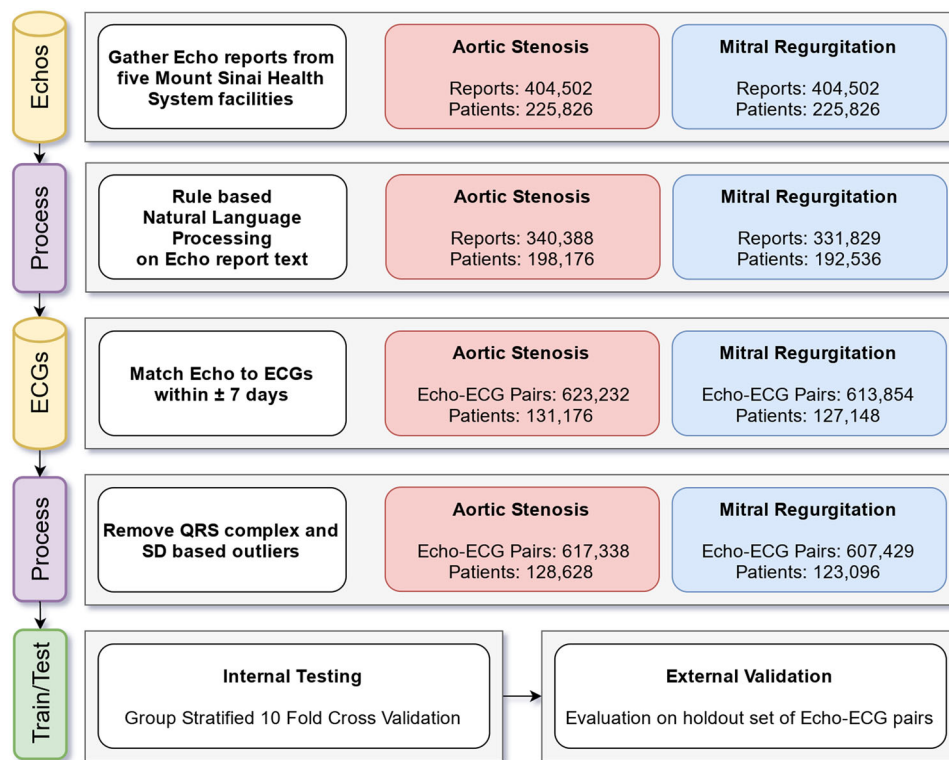 Echos
Gather Echo reports from
five Mount Sinai Health
System facilities
Aortic Stenosis
Reports: 404,502
Patients: 225,826
Mitral Regurgitation
Reports: 404,502
Patients: 225,826
Process
Rule based
Natural Language
Processing
on Echo report text
Aortic Stenosis
Reports: 340,388
Patients: 198,176
Mitral Regurgitation
Reports: 331,829
Patients: 192,536
ECGs
Match Echo to ECGs
within ± 7 days
Aortic Stenosis
Echo-ECG Pairs: 623,232
Patients: 131,176
Mitral Regurgitation
Echo-ECG Pairs: 613,854
Patients: 127,148
Process
Remove QRS complex and
SD based outliers
Aortic Stenosis
Echo-ECG Pairs: 617,338
Patients: 128,628
Mitral Regurgitation
Echo-ECG Pairs: 607,429
Patients: 123,096
Train/Test
Internal Testing
Group Stratified 10 Fold Cross Validation
External Validation
Evaluation on holdout set of Echo-ECG pairs